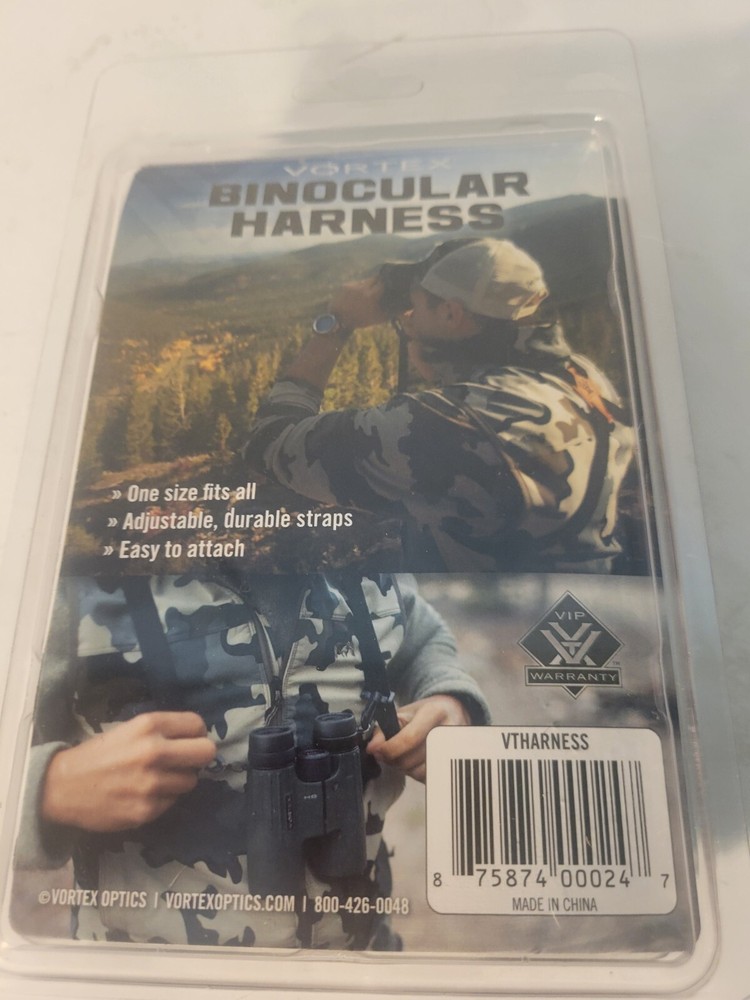 VORTEX
BINOCULAR
HARNESS
» One size fits all
» Adjustable, durable straps
» Easy to attach
VIP
WARRANTY
VTHARNESS
8 75874 00024 7
MADE IN CHINA
©VORTEX OPTICS | VORTEXOPTICS.COM | 800-426-0048